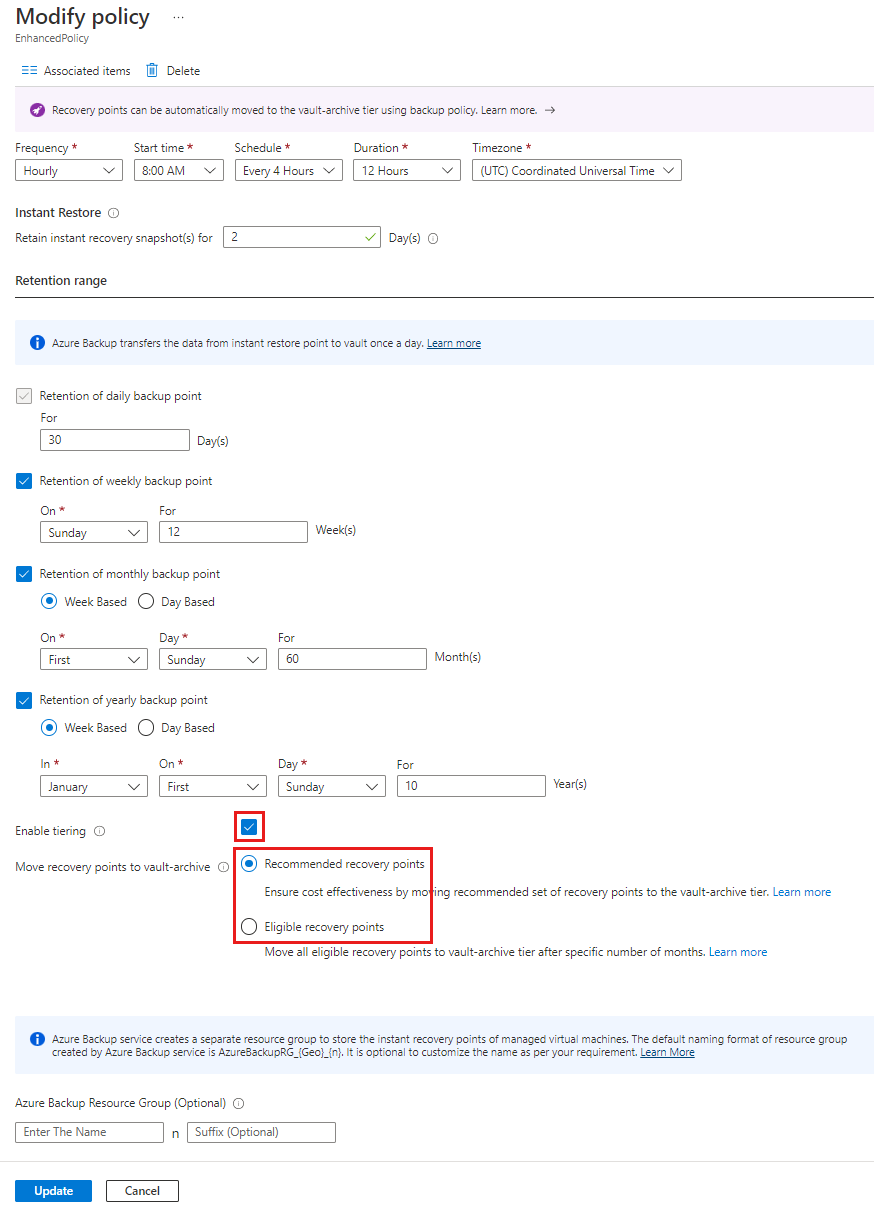 Modify policy ...
EnhancedPolicy
Associated items Delete
Recovery points can be automatically moved to the vault-archive tier using backup policy. Learn more. →
Frequency * Start time * Schedule * Duration * Timezone *
Hourly 8:00 AM Every 4 Hours 12 Hours (UTC) Coordinated Universal Time
Instant Restore
Retain instant recovery snapshot(s) for 2 Day(s)
Retention range
Azure Backup transfers the data from instant restore point to vault once a day. Learn more
Retention of daily backup point
For
30 Day(s)
Retention of weekly backup point
On * For
Sunday 12 Week(s)
Retention of monthly backup point
Week Based Day Based
On * Day * For
First Sunday 60 Month(s)
Retention of yearly backup point
Week Based Day Based
In * On * Day * For
January First Sunday 10 Year(s)
Enable tiering
Move recovery points to vault-archive Recommended recovery points
Ensure cost effectiveness by moving recommended set of recovery points to the vault-archive tier. Learn more
Eligible recovery points
Move all eligible recovery points to vault-archive tier after specific number of months. Learn more
Azure Backup service creates a separate resource group to store the instant recovery points of managed virtual machines. The default naming format of resource group
created by Azure Backup service is AzureBackupRG_{Geo}_{n}. It is optional to customize the name as per your requirement. Learn More
Azure Backup Resource Group (Optional)
Enter The Name n Suffix (Optional)
Update Cancel